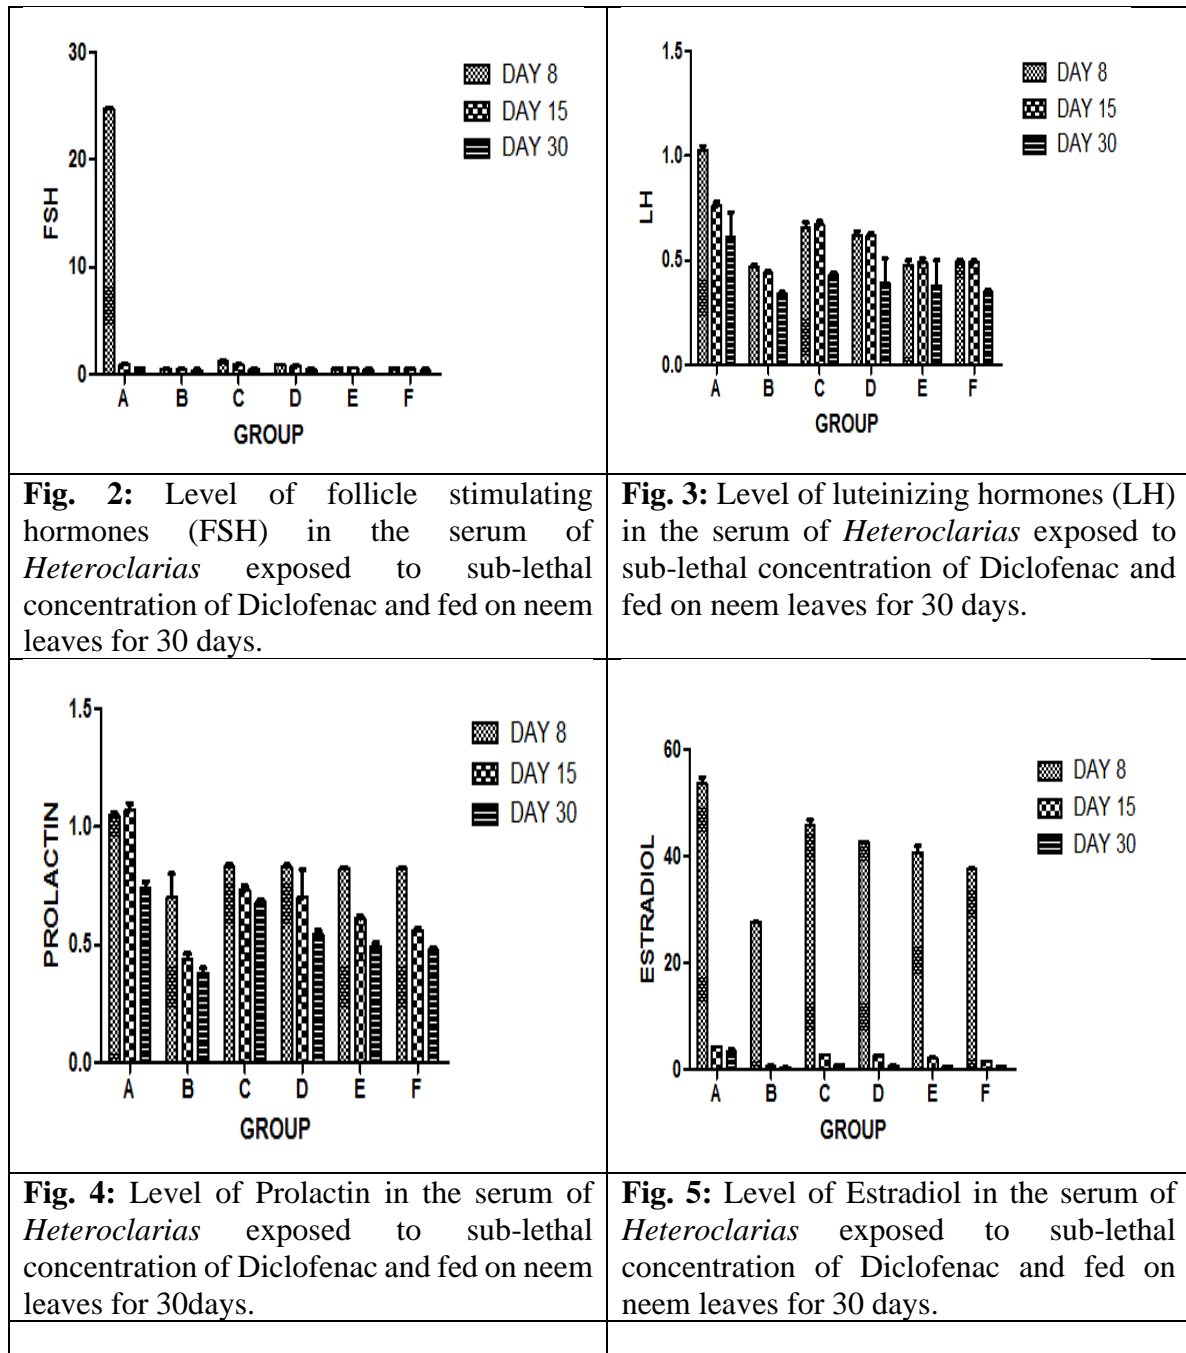 30
20
10
0
FSH
DAY 8
DAY 15
DAY 30
A B C D E F
GROUP
Fig. 2: Level of follicle stimulating
hormones (FSH) in the serum of
Heteroclarias exposed to sub-lethal
concentration of Diclofenac and fed on neem
leaves for 30 days.
1.5
1.0
0.5
0.0
LH
DAY 8
DAY 15
DAY 30
A B C D E F
GROUP
Fig. 3: Level of luteinizing hormones (LH)
in the serum of Heteroclarias exposed to
sub-lethal concentration of Diclofenac and
fed on neem leaves for 30 days.
1.5
1.0
0.5
0.0
PROLACTIN
DAY 8
DAY 15
DAY 30
A B C D E F
GROUP
Fig. 4: Level of Prolactin in the serum of
Heteroclarias exposed to sub-lethal
concentration of Diclofenac and fed on neem
leaves for 30days.
60
40
20
0
ESTRADIOL
DAY 8
DAY 15
DAY 30
A B C D E F
GROUP
Fig. 5: Level of Estradiol in the serum of
Heteroclarias exposed to sub-lethal
concentration of Diclofenac and fed on
neem leaves for 30 days.